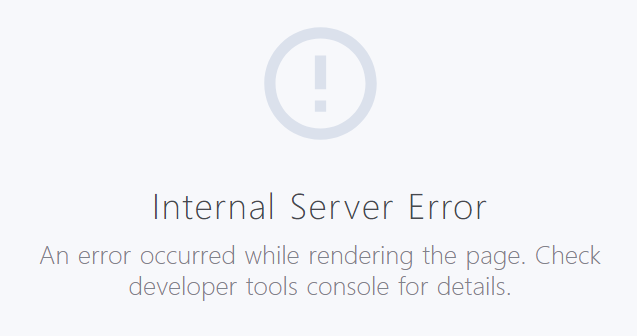 Internal Server Error
An error occurred while rendering the page. Check
developer tools console for details.